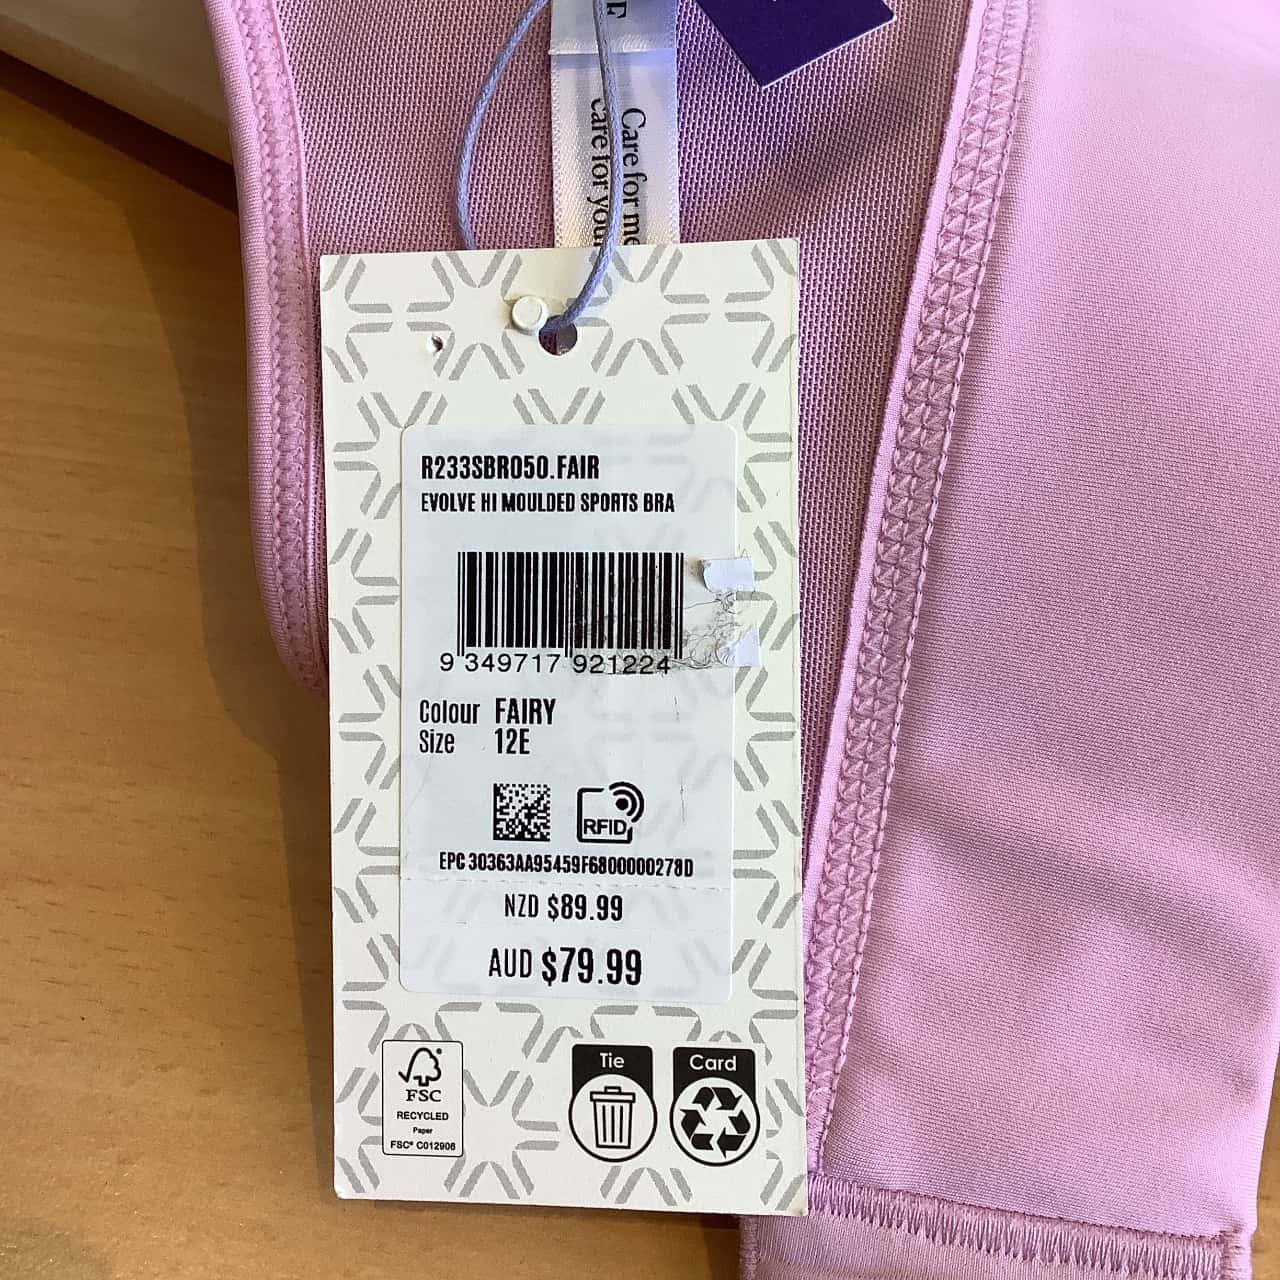 Care for me
care for your
R233SBR050.FAIR
EVOLVE HI MOULDED SPORTS BRA
9 349717 921224
Colour FAIRY
Size 12E
RFID
EPC 30363AA95459F6800000278D
NZD $89.99
AUD $79.99
FSC
RECYCLED
Paper
FSC® C012906
Tie
Card